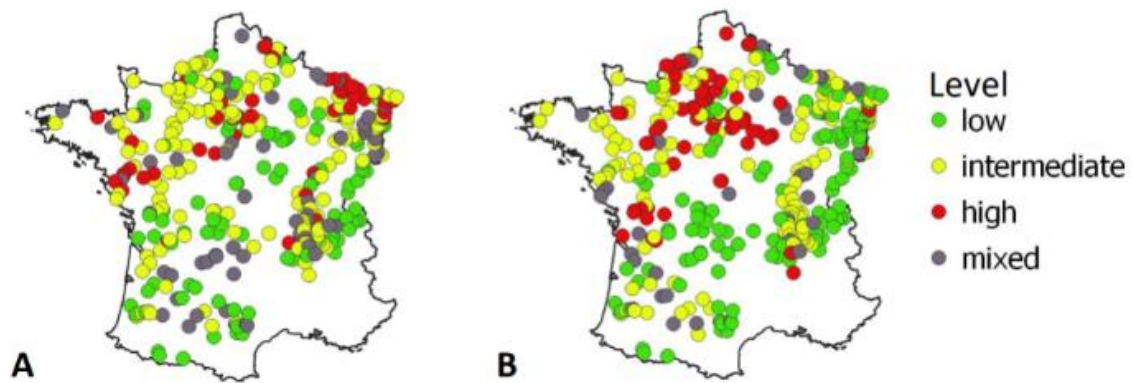 Level
low
intermediate
high
mixed
A
B